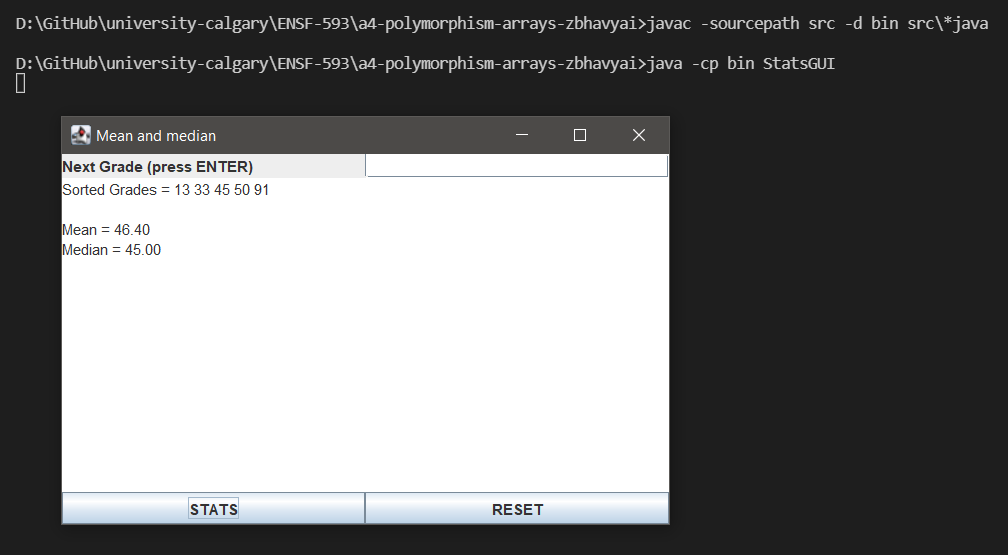 D:\GitHub\university-calgary\ENSF-593\a4-polymorphism-arrays-zbhavyai>javac -sourcepath src -d bin src\*java
D:\GitHub\university-calgary\ENSF-593\a4-polymorphism-arrays-zbhavyai>java -cp bin StatsGUI
Mean and median
Next Grade (press ENTER)
Sorted Grades = 13 33 45 50 91
Mean = 46.40
Median = 45.00
STATS RESET